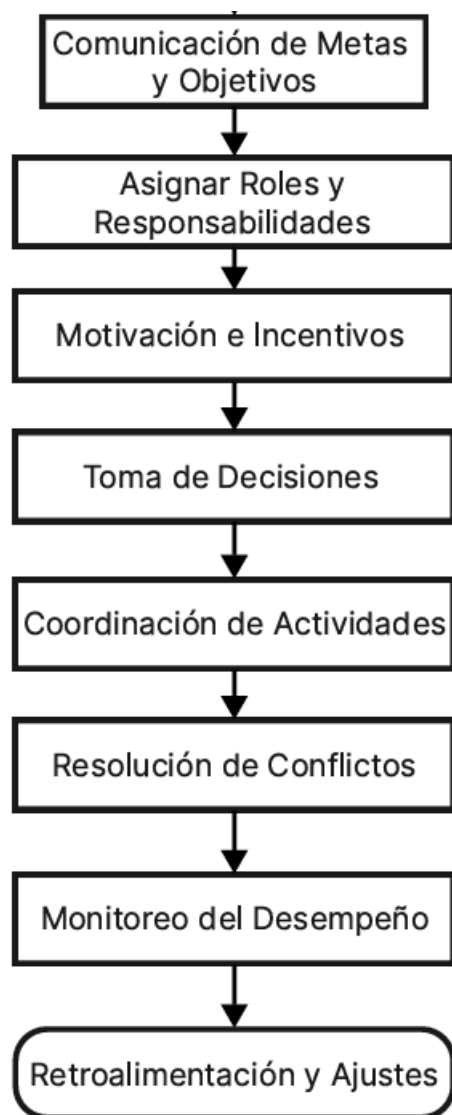 Comunicación de Metas
y Objetivos
Asignar Roles y
Responsabilidades
Motivación e Incentivos
Toma de Decisiones
Coordinación de Actividades
Resolución de Conflictos
Monitoreo del Desempeño
Retroalimentación y Ajustes